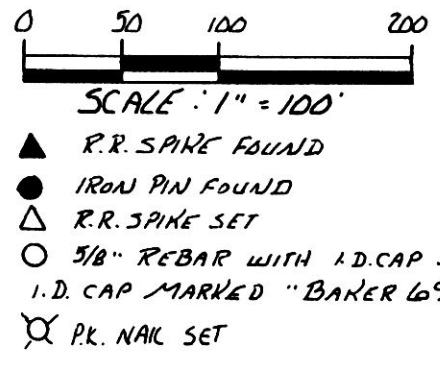 0 50 100 200
SCALE : 1" = 100'
R.R. SPIKE FOUND
IRON PIN FOUND
R.R. SPIKE SET
5/8" REBAR WITH I.D. CAP
I.D. CAP MARKED "BAKER
P.K. NAIL SET